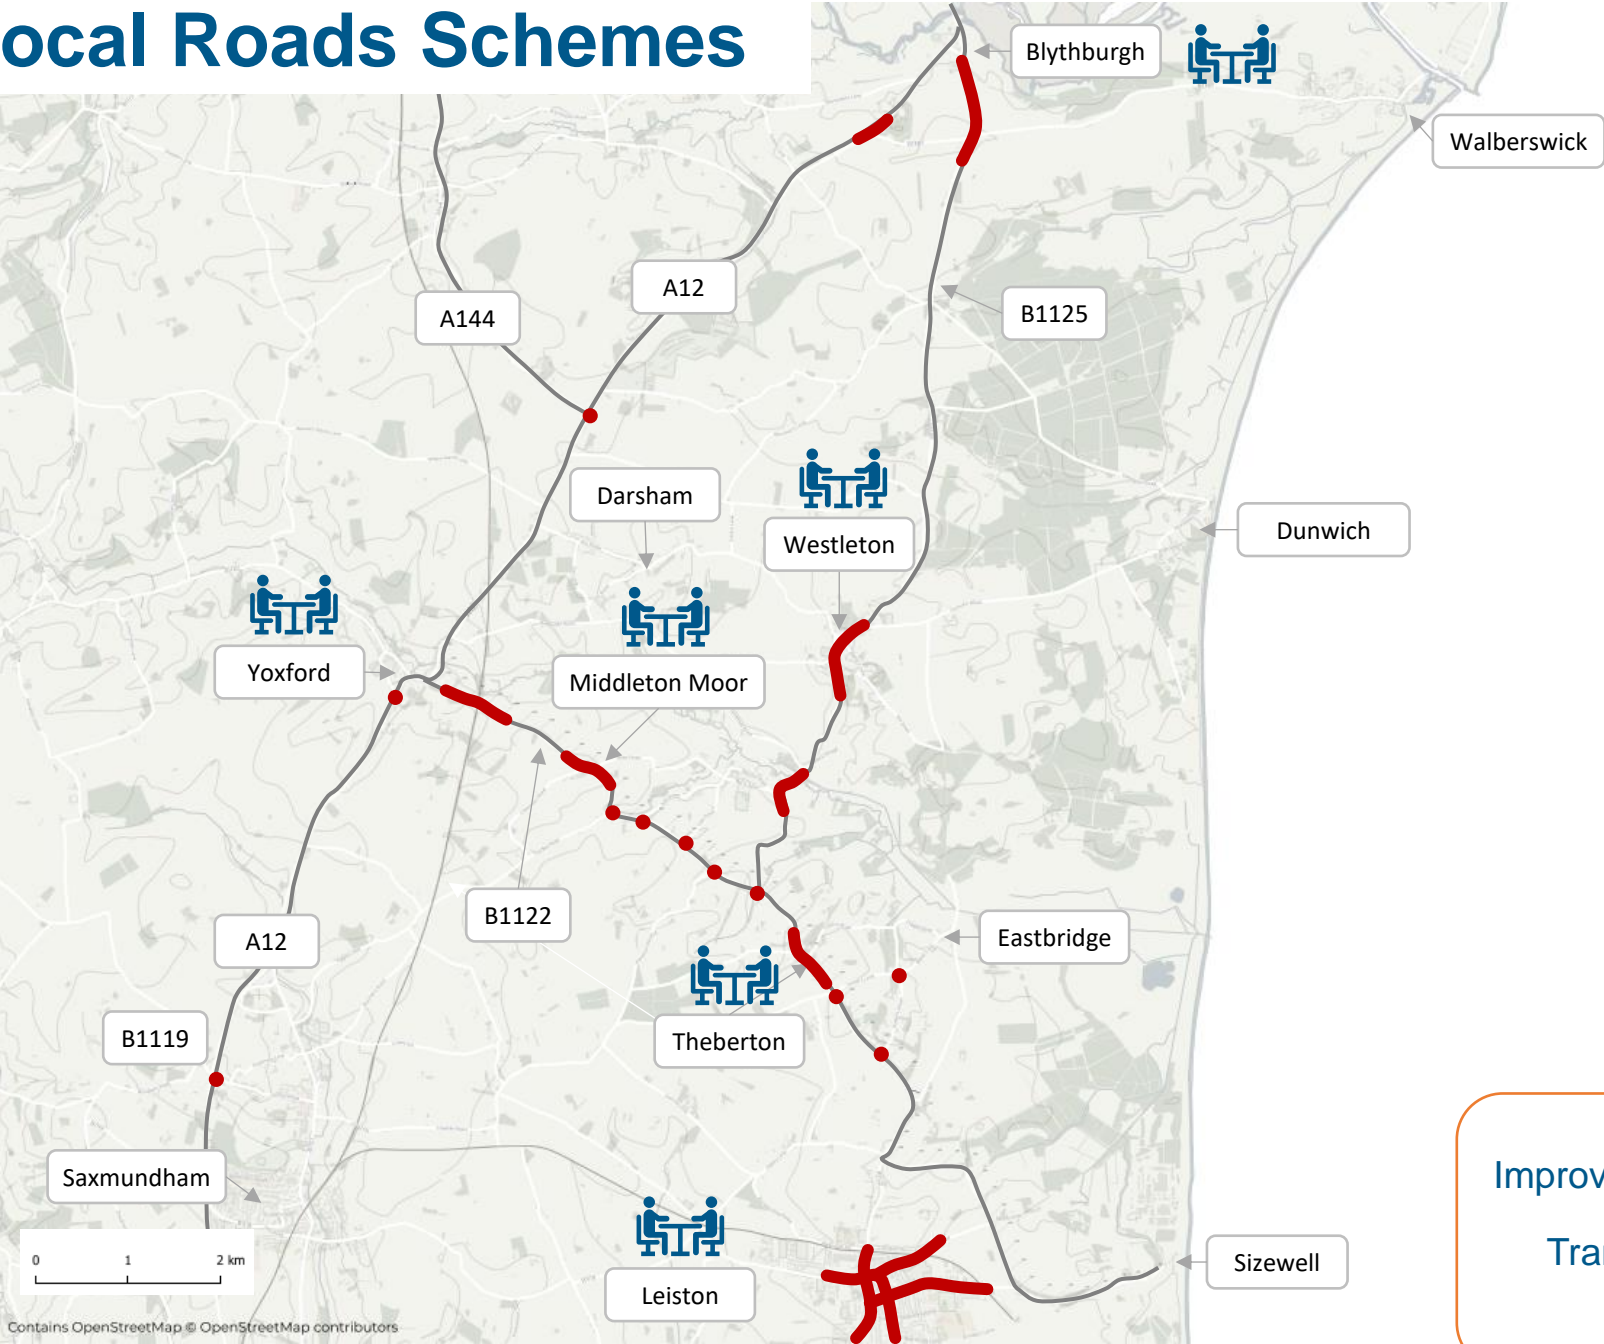 ocal Roads Schemes
Blythburgh
Walberswick
A12
A144
B1125
Darsham
Westleton
Dunwich
Yoxford
Middleton Moor
B1122
A12
Eastbridge
B1119
Theberton
Saxmundham
Improv
Tran
Sizewell
0 1 2 km
Leiston
Contains OpenStreetMap © OpenStreetMap contributors